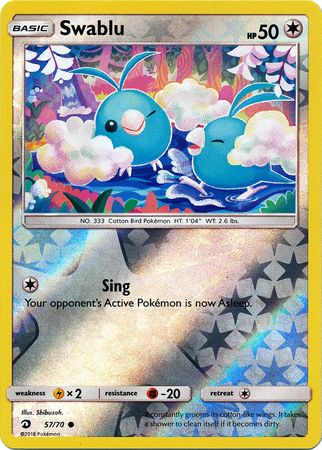 BASIC Swablu HP 50
NO. 333 Cotton Bird Pokémon HT: 1'04" WT: 2.6 lbs.
Sing
Your opponent's Active Pokémon is now Asleep.
weakness ×2 resistance -20 retreat
Illus. Shibuzoh.
57/70
©2018 Pokémon
It constantly grooms its cotton-like wings. It takes
a shower to clean itself if it becomes dirty.